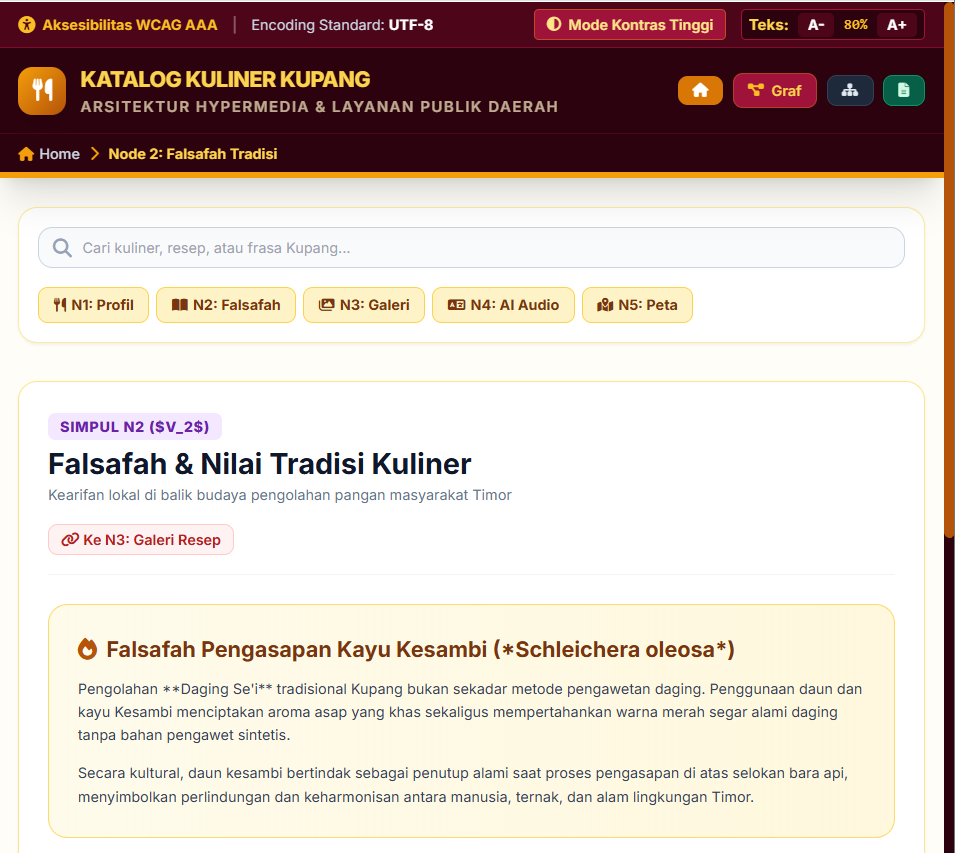 Aksesibilitas WCAG AAA | Encoding Standard: UTF-8
Mode Kontras Tinggi
Teks: A- 80% A+
KATALOG KULINER KUPANG
ARSITEKTUR HYPERMEDIA & LAYANAN PUBLIK DAERAH
Graf
Home > Node 2: Falsafah Tradisi
Cari kuliner, resep, atau frasa Kupang...
N1: Profil
N2: Falsafah
N3: Galeri
N4: AI Audio
N5: Peta
SIMPUL N2 ($V_2$)
Falsafah & Nilai Tradisi Kuliner
Kearifan lokal di balik budaya pengolahan pangan masyarakat Timor
Ke N3: Galeri Resep
Falsafah Pengasapan Kayu Kesambi (*Schleichera oleosa*)
Pengolahan **Daging Se'i** tradisional Kupang bukan sekadar metode pengawetan daging. Penggunaan daun dan
kayu Kesambi menciptakan aroma asap yang khas sekaligus mempertahankan warna merah segar alami daging
tanpa bahan pengawet sintetis.
Secara kultural, daun kesambi bertindak sebagai penutup alami saat proses pengasapan di atas selokan bara api,
menyimbolkan perlindungan dan keharmonisan antara manusia, ternak, dan alam lingkungan Timor.